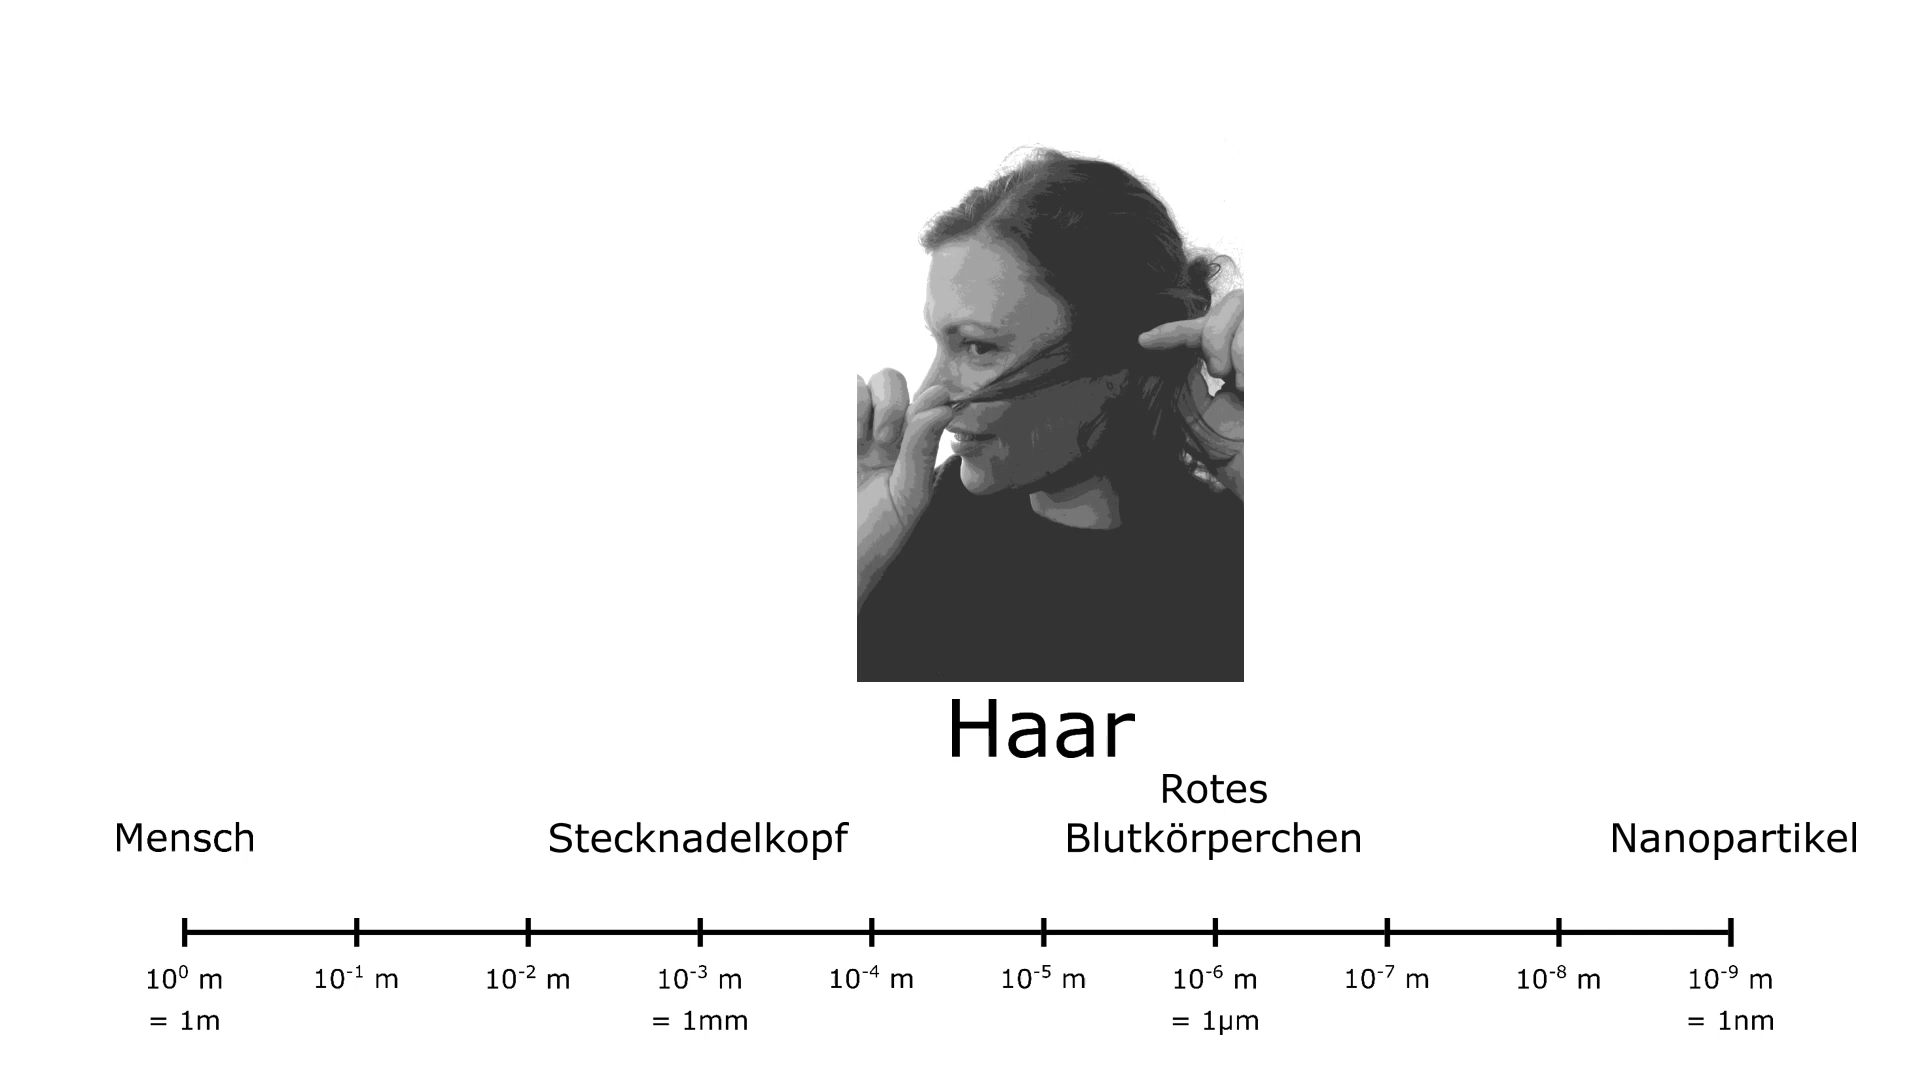 Haar
Rotes
Mensch Stecknadelkopf Blutkörperchen Nanopartikel
10⁰ m 10⁻¹ m 10⁻² m 10⁻³ m 10⁻⁴ m 10⁻⁵ m 10⁻⁶ m 10⁻⁷ m 10⁻⁸ m 10⁻⁹ m
= 1m = 1mm = 1µm = 1nm